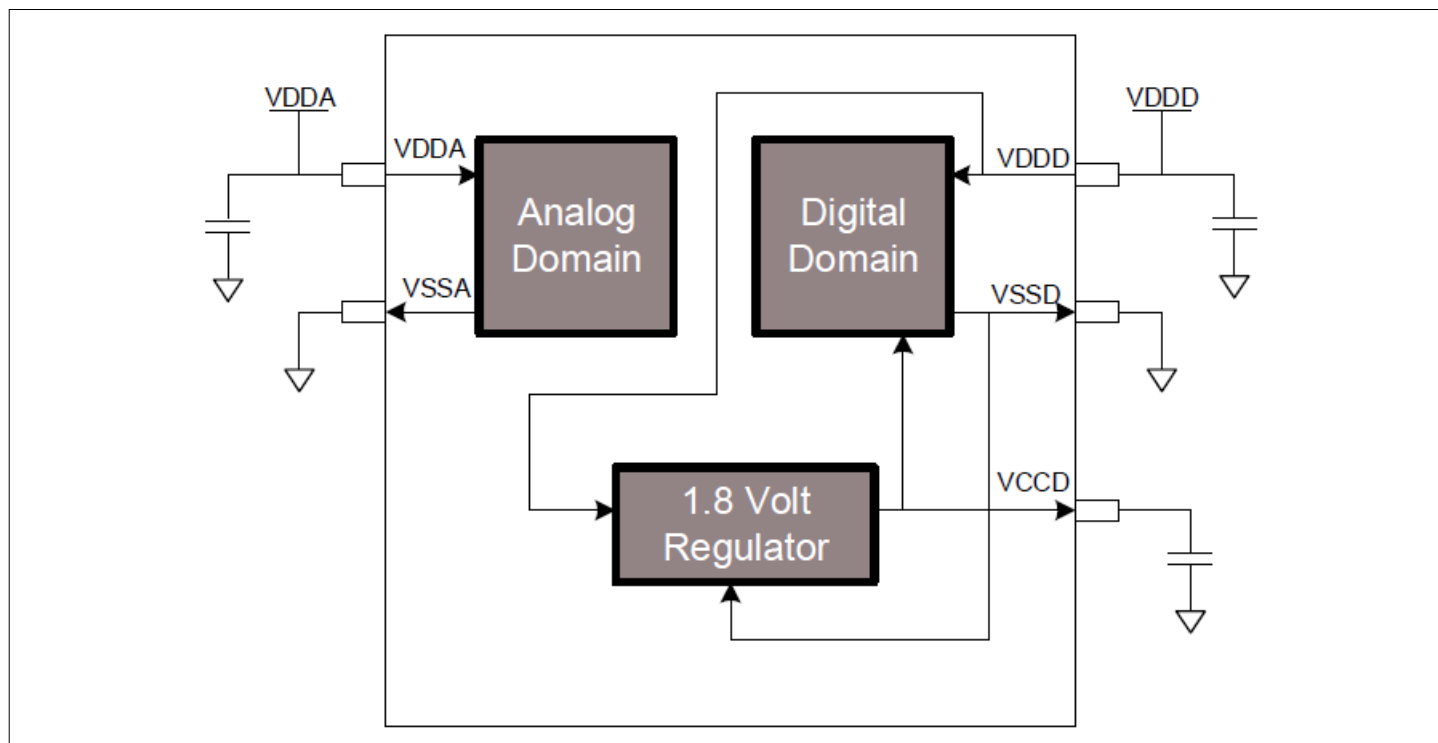 VDDA
VDDD
VDDA
VDDD
Analog
Domain
Digital
Domain
VSSA
VSSD
1.8 Volt
Regulator
VCCD